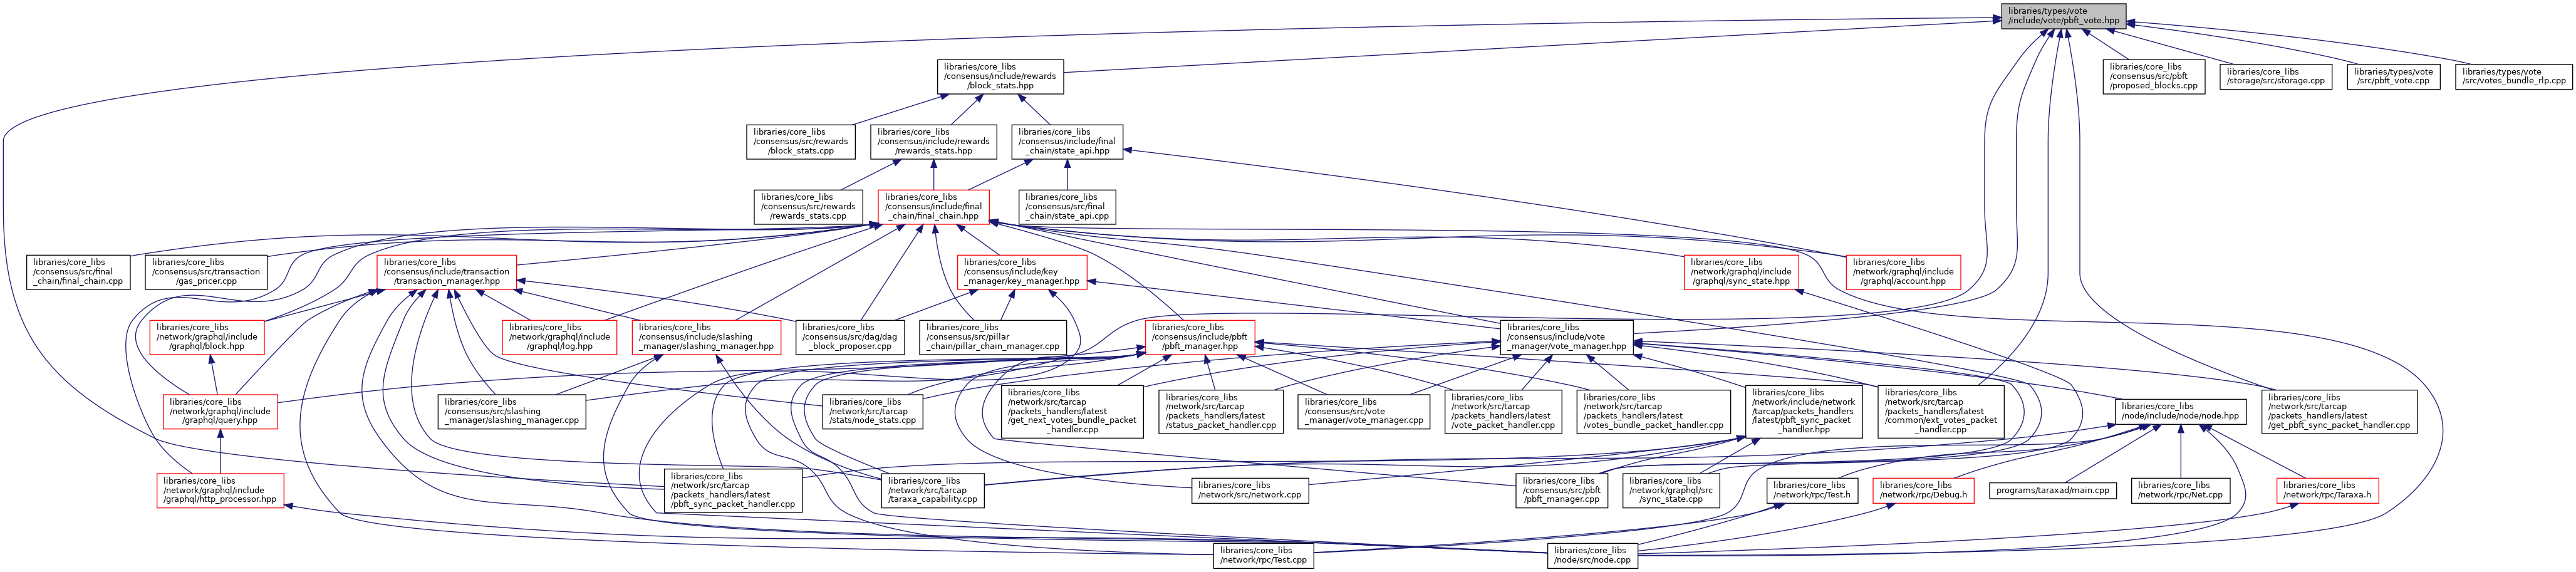 libraries/types/vote
/include/vote/pbft_vote.hpp
libraries/core_libs
/consensus/include/rewards
/block_stats.hpp
libraries/core_libs
/consensus/src/pbft
/proposed_blocks.cpp
libraries/core_libs
/storage/src/storage.cpp
libraries/types/vote
/src/pbft_vote.cpp
libraries/types/vote
/src/votes_bundle_rlp.cpp
libraries/core_libs
/consensus/src/rewards
/block_stats.cpp
libraries/core_libs
/consensus/include/rewards
/rewards_stats.hpp
libraries/core_libs
/consensus/include/final
_chain/state_api.hpp
libraries/core_libs
/consensus/src/rewards
/rewards_stats.cpp
libraries/core_libs
/consensus/include/final
_chain/final_chain.hpp
libraries/core_libs
/consensus/src/final
_chain/state_api.cpp
libraries/core_libs
/consensus/src/final
_chain/final_chain.cpp
libraries/core_libs
/consensus/src/transaction
/gas_pricer.cpp
libraries/core_libs
/consensus/include/transaction
/transaction_manager.hpp
libraries/core_libs
/consensus/include/key
_manager/key_manager.hpp
libraries/core_libs
/network/graphql/include
/graphql/sync_state.hpp
libraries/core_libs
/network/graphql/include
/graphql/account.hpp
libraries/core_libs
/network/graphql/include
/graphql/block.hpp
libraries/core_libs
/network/graphql/include
/graphql/log.hpp
libraries/core_libs
/consensus/include/slashing
_manager/slashing_manager.hpp
libraries/core_libs
/consensus/src/dag/dag
_block_proposer.cpp
libraries/core_libs
/consensus/src/pillar
_chain/pillar_chain_manager.cpp
libraries/core_libs
/consensus/include/pbft
/pbft_manager.hpp
libraries/core_libs
/consensus/include/vote
_manager/vote_manager.hpp
libraries/core_libs
/network/graphql/include
/graphql/query.hpp
libraries/core_libs
/consensus/src/slashing
_manager/slashing_manager.cpp
libraries/core_libs
/network/src/tarcap
/stats/node_stats.cpp
libraries/core_libs
/network/src/tarcap
/packets_handlers/latest
/get_next_votes_bundle_packet
_handler.cpp
libraries/core_libs
/network/src/tarcap
/packets_handlers/latest
/status_packet_handler.cpp
libraries/core_libs
/consensus/src/vote
_manager/vote_manager.cpp
libraries/core_libs
/network/src/tarcap
/packets_handlers/latest
/vote_packet_handler.cpp
libraries/core_libs
/network/src/tarcap
/packets_handlers/latest
/votes_bundle_packet_handler.cpp
libraries/core_libs
/network/include/network
/tarcap/packets_handlers
/latest/pbft_sync_packet
_handler.hpp
libraries/core_libs
/network/src/tarcap
/packets_handlers/latest
/common/ext_votes_packet
_handler.cpp
libraries/core_libs
/node/include/node/node.hpp
libraries/core_libs
/network/src/tarcap
/packets_handlers/latest
/get_pbft_sync_packet_handler.cpp
libraries/core_libs
/network/graphql/include
/graphql/http_processor.hpp
libraries/core_libs
/network/src/tarcap
/packets_handlers/latest
/pbft_sync_packet_handler.cpp
libraries/core_libs
/network/src/tarcap
/taraxa_capability.cpp
libraries/core_libs
/network/src/network.cpp
libraries/core_libs
/consensus/src/pbft
/pbft_manager.cpp
libraries/core_libs
/network/graphql/src
/sync_state.cpp
libraries/core_libs
/network/rpc/Test.h
libraries/core_libs
/network/rpc/Debug.h
programs/taraxad/main.cpp
libraries/core_libs
/network/rpc/Net.cpp
libraries/core_libs
/network/rpc/Taraxa.h
libraries/core_libs
/network/rpc/Test.cpp
libraries/core_libs
/node/src/node.cpp